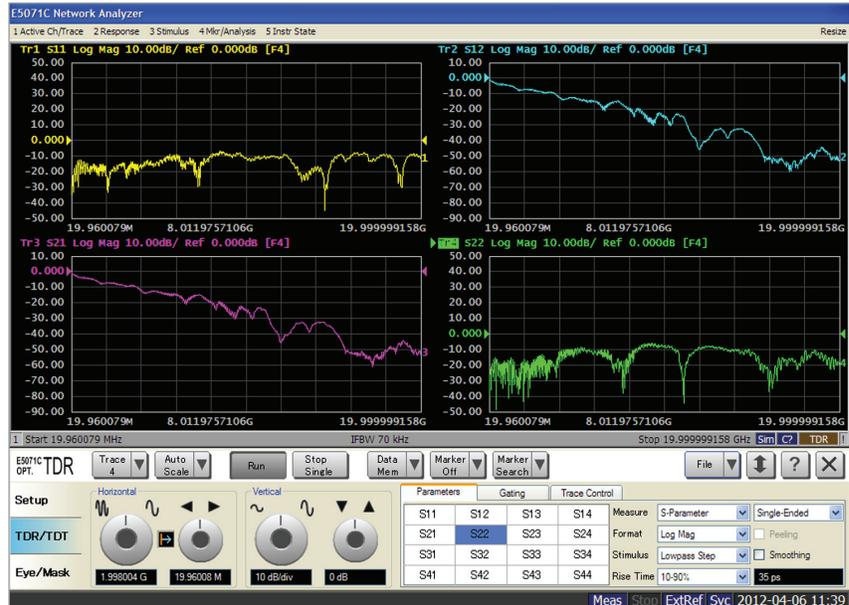 E5071C Network Analyzer
1 Active Ch/Trace 2 Response 3 Stimulus 4 Mkr/Analysis 5 Instr State Resize
Tr1 S11 Log Mag 10.00dB/ Ref 0.000dB [F4]
50.00
40.00
30.00
20.00
10.00
0.000
-10.00
-20.00
-30.00
-40.00
-50.00
1
19.960079M 8.0119757106G 19.999999158G
Tr2 S12 Log Mag 10.00dB/ Ref 0.000dB [F4]
10.00
0.000
-10.00
-20.00
-30.00
-40.00
-50.00
-60.00
-70.00
-80.00
-90.00
2
19.960079M 8.0119757106G 19.999999158G
Tr3 S21 Log Mag 10.00dB/ Ref 0.000dB [F4]
10.00
0.000
-10.00
-20.00
-30.00
-40.00
-50.00
-60.00
-70.00
-80.00
-90.00
3
19.960079M 8.0119757106G 19.999999158G
Tr4 S22 Log Mag 10.00dB/ Ref 0.000dB [F4]
50.00
40.00
30.00
20.00
10.00
0.000
-10.00
-20.00
-30.00
-40.00
-50.00
4
19.960079M 8.0119757106G 19.999999158G
1 Start 19.960079 MHz IFBW 70 kHz Stop 19.999999158 GHz Sim C? TDR !
E5071C OPT. TDR
Trace 4
Auto Scale
Run
Stop Single
Data Mem
Marker Off
Marker Search
File
?
X
Setup
TDR/TDT
Eye/Mask
Horizontal
1.998004 G 19.96008 M
Vertical
10 dB/div 0 dB
Parameters Gating Trace Control
S11 S12 S13 S14
S21 S22 S23 S24
S31 S32 S33 S34
S41 S42 S43 S44
Measure S-Parameter Single-Ended
Format Log Mag Peeling
Stimulus Lowpass Step Smoothing
Rise Time 10-90% 35 ps
Meas Stop ExtRef Svc 2012-04-06 11:39